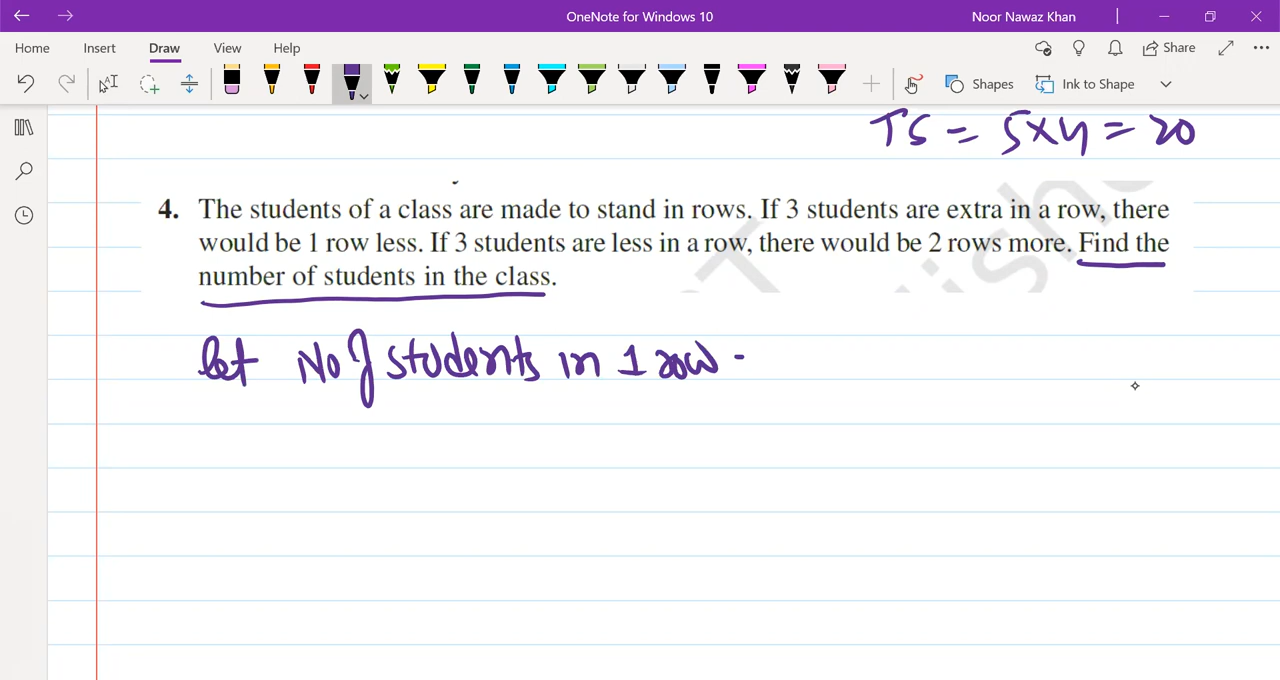 OneNote for Windows 10
Noor Nawaz Khan
Home Insert Draw View Help
Share
Shapes
Ink to Shape
TS = 5×4 = 20
4. The students of a class are made to stand in rows. If 3 students are extra in a row, there
would be 1 row less. If 3 students are less in a row, there would be 2 rows more. Find the
number of students in the class.
let No of students in 1 row -